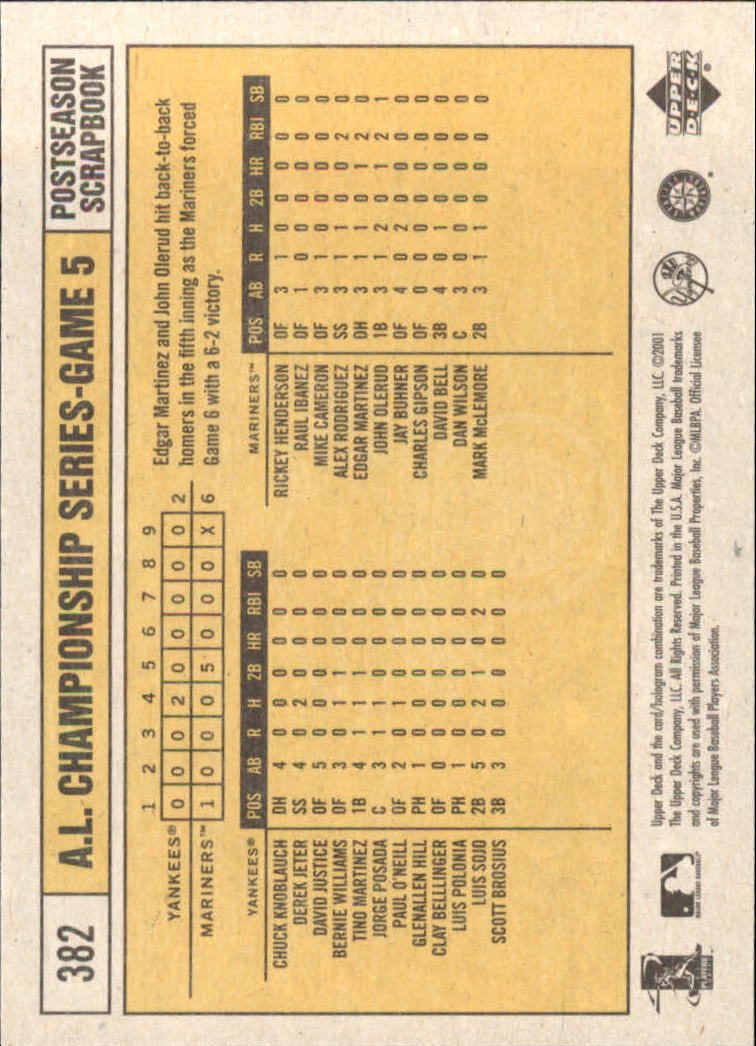 382 A.L. CHAMPIONSHIP SERIES-GAME 5 POSTSEASON
SCRAPBOOK
1 2 3 4 5 6 7 8 9
YANKEES® 0 0 0 2 0 0 0 0 0 2
MARINERS™ 1 0 0 0 5 0 0 0 X 6
Edgar Martinez and John Olerud hit back-to-back
homers in the fifth inning as the Mariners forced
Game 6 with a 6-2 victory.
YANKEES® POS AB R H 2B HR RBI SB
CHUCK KNOBLAUCH DH 4 0 0 0 0 0 0
DEREK JETER SS 4 0 2 0 0 0 0
DAVID JUSTICE OF 5 0 0 0 0 0 0
BERNIE WILLIAMS OF 3 0 1 1 0 0 0
TINO MARTINEZ 1B 4 1 1 1 0 0 0
JORGE POSADA C 3 1 1 0 0 0 0
PAUL O'NEILL OF 2 0 1 0 0 0 0
GLENALLEN HILL PH 1 0 0 0 0 0 0
CLAY BELLLINGER OF 0 0 0 0 0 0 0
LUIS POLONIA PH 1 0 0 0 0 0 0
LUIS SOJO 2B 5 0 2 1 0 2 0
SCOTT BROSIUS 3B 3 0 0 0 0 0 0
MARINERS™ POS AB R H 2B HR RBI SB
RICKEY HENDERSON OF 3 1 0 0 0 0 0
RAUL IBANEZ OF 1 0 0 0 0 0 0
MIKE CAMERON OF 3 1 0 0 0 0 0
ALEX RODRIGUEZ SS 3 1 1 0 0 2 0
EDGAR MARTINEZ DH 3 1 1 0 1 2 0
JOHN OLERUD 1B 3 1 2 0 1 2 1
JAY BUHNER OF 4 0 2 0 0 0 0
CHARLES GIPSON OF 0 0 0 0 0 0 0
DAVID BELL 3B 4 0 1 0 0 0 0
DAN WILSON C 3 0 0 0 0 0 0
MARK McLEMORE 2B 3 1 1 0 0 0 0
Upper Deck and the card/hologram combination are trademarks of The Upper Deck Company, LLC. ©2001
The Upper Deck Company, LLC. All Rights Reserved. Printed in the U.S.A. Major League Baseball trademarks
and copyrights are used with permission of Major League Baseball Properties, Inc. ©MLBPA. Official Licensee
of Major League Baseball Players Association.
PLAYERS CHOICE
MAJOR LEAGUE BASEBALL
Yankees
UPPER
DECK